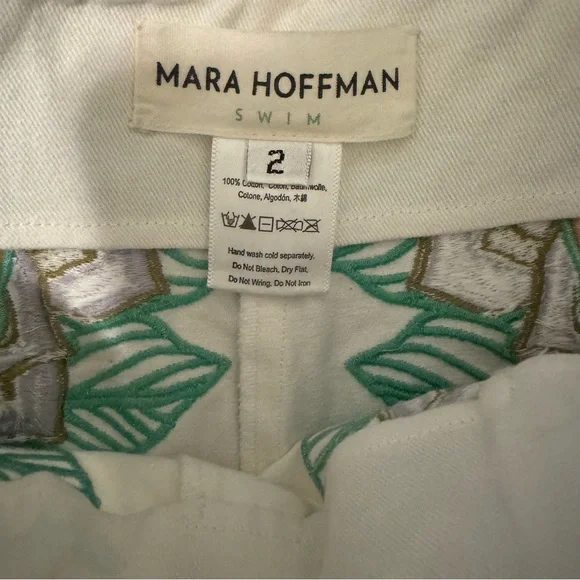 MARA HOFFMAN
SWIM
2
100% Cotton, Coton, Baumwolle,
Cotone, Algodón, 木綿
Hand wash cold separately.
Do Not Bleach, Dry Flat.
Do Not Wring, Do Not Iron